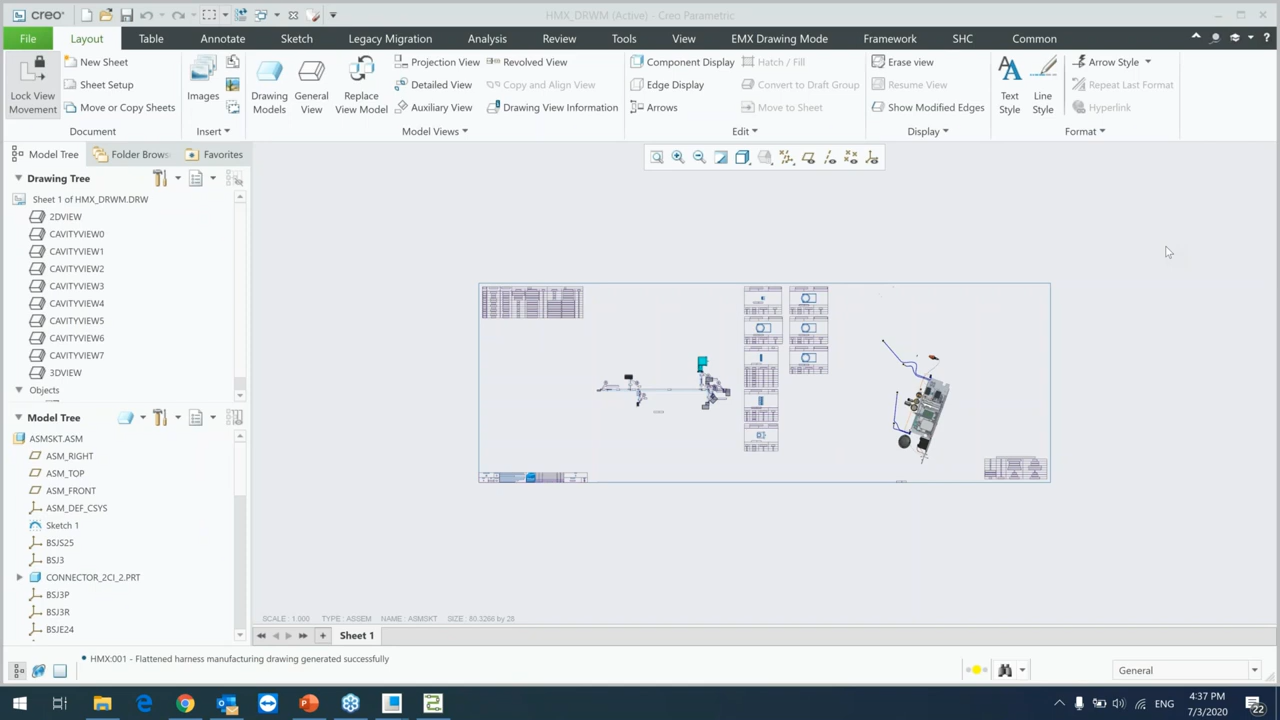 creo
HMX_DRWM (Active) - Creo Parametric
File Layout Table Annotate Sketch Legacy Migration Analysis Review Tools View EMX Drawing Mode Framework SHC Common
Lock View Movement
New Sheet
Sheet Setup
Move or Copy Sheets
Document
Images
Insert
Drawing Models
General View
Replace View Model
Projection View
Detailed View
Auxiliary View
Revolved View
Copy and Align View
Drawing View Information
Model Views
Component Display
Edge Display
Arrows
Hatch / Fill
Convert to Draft Group
Move to Sheet
Edit
Erase view
Resume View
Show Modified Edges
Display
Text Style
Line Style
Arrow Style
Repeat Last Format
Hyperlink
Format
Model Tree Folder Brows Favorites
Drawing Tree
Sheet 1 of HMX_DRWM.DRW
2DVIEW
CAVITYVIEW0
CAVITYVIEW1
CAVITYVIEW2
CAVITYVIEW3
CAVITYVIEW4
CAVITYVIEW5
CAVITYVIEW6
CAVITYVIEW7
3DVIEW
Objects
Model Tree
ASMSKT.ASM
ASM_RIGHT
ASM_TOP
ASM_FRONT
ASM_DEF_CSYS
Sketch 1
BSJS25
BSJ3
CONNECTOR_2CI_2.PRT
BSJ3P
BSJ3R
BSJE24
SCALE : 1.000 TYPE : ASSEM NAME : ASMSKT SIZE : 80.3266 by 28
Sheet 1
HMX:001 - Flattened harness manufacturing drawing generated successfully
General
ENG
4:37 PM
7/3/2020
22